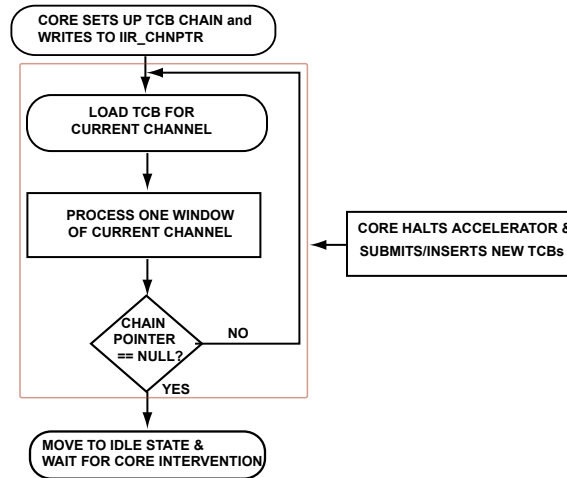 CORE SETS UP TCB CHAIN and
WRITES TO IIR_CHNPTR
LOAD TCB FOR
CURRENT CHANNEL
PROCESS ONE WINDOW
OF CURRENT CHANNEL
CORE HALTS ACCELERATOR &
SUBMITS/INSERTS NEW TCBs
CHAIN
POINTER
== NULL?
NO
YES
MOVE TO IDLE STATE &
WAIT FOR CORE INTERVENTION